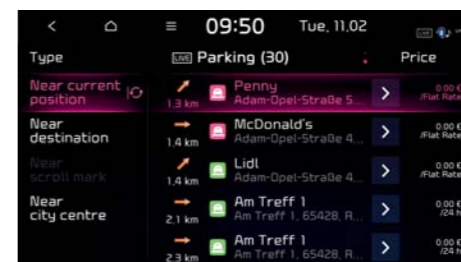 09:50 Tue, 11.02
Type
LIVE Parking (30)
Price
Near current position
Near destination
Near scroll mark
Near city centre
1,3 km
Penny
Adam-Opel-Straße 5...
0.00 €
/Flat Rate
1,4 km
McDonald's
Adam-Opel-Straße 4...
0.00 €
/Flat Rate
1,4 km
Lidl
Adam-Opel-Straße 4...
0.00 €
/Flat Rate
2,1 km
Am Treff 1
Am Treff 1, 65428, R...
0.00 €
/24 h
2,3 km
Am Treff 1
Am Treff 1, 65428, R...
0.00 €
/24 h